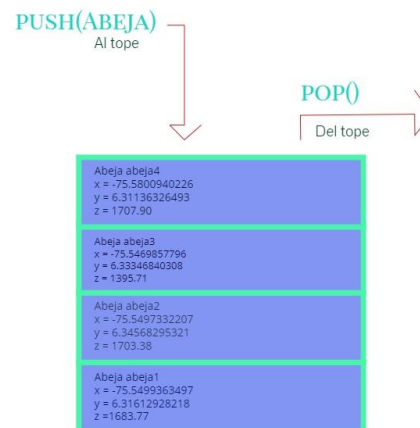 PUSH(ABEJA)
Al tope
POP()
Del tope
Abeja abeja4
x = -75.5800940226
y = 6.31136326493
z = 1707.90
Abeja abeja3
x = -75.5469857796
y = 6.33346840308
z = 1395.71
Abeja abeja2
x = -75.5497332207
y = 6.34568295321
z = 1703.38
Abeja abeja1
x = -75.5499363497
y = 6.31612928218
z =1683.77